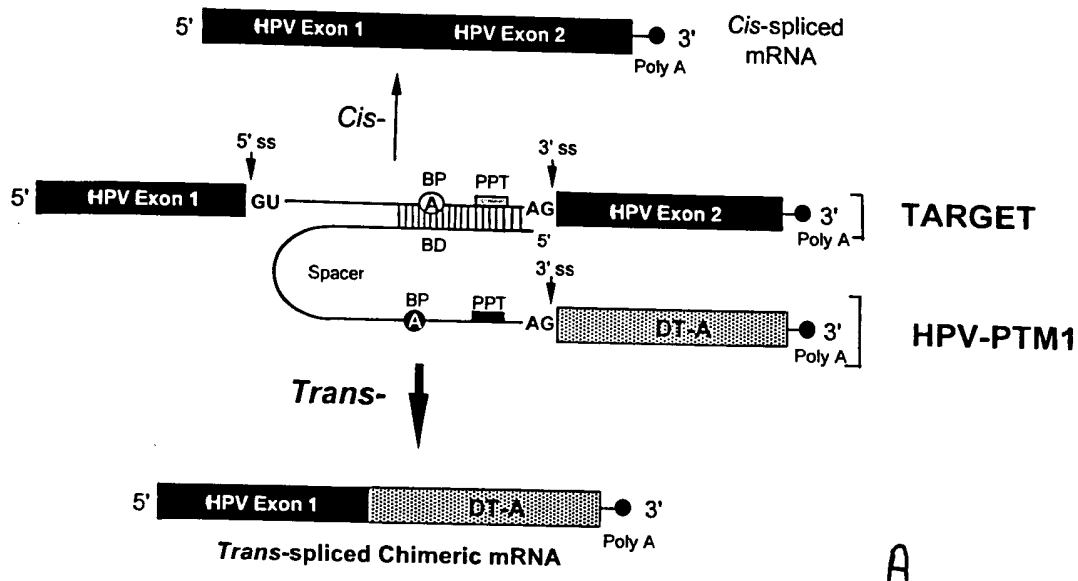 5' HPV Exon 1 HPV Exon 2 3'
Poly A
Cis-spliced
mRNA
Cis-
5' ss
3' ss
5' HPV Exon 1 GU BP A PPT AG HPV Exon 2 3'
Poly A
TARGET
BD
5'
Spacer
3' ss
BP A PPT AG DT-A 3'
Poly A
HPV-PTM1
Trans-
5' HPV Exon 1 DT-A 3'
Poly A
Trans-spliced Chimeric mRNA
A